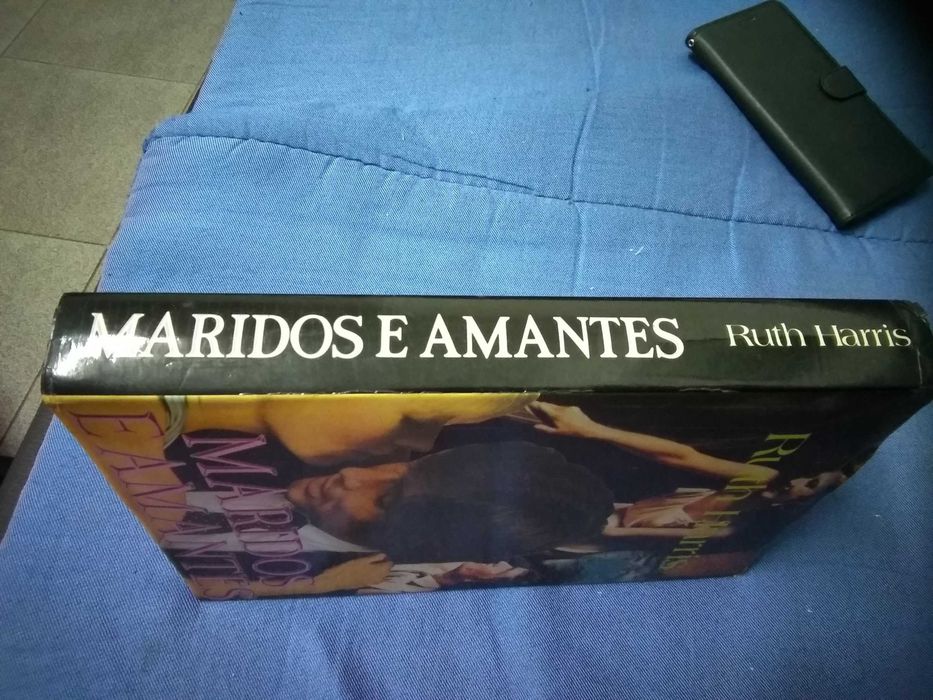 MARIDOS E AMANTES Ruth Harris
MARIDOS
E AMANTES
Ruth Harris